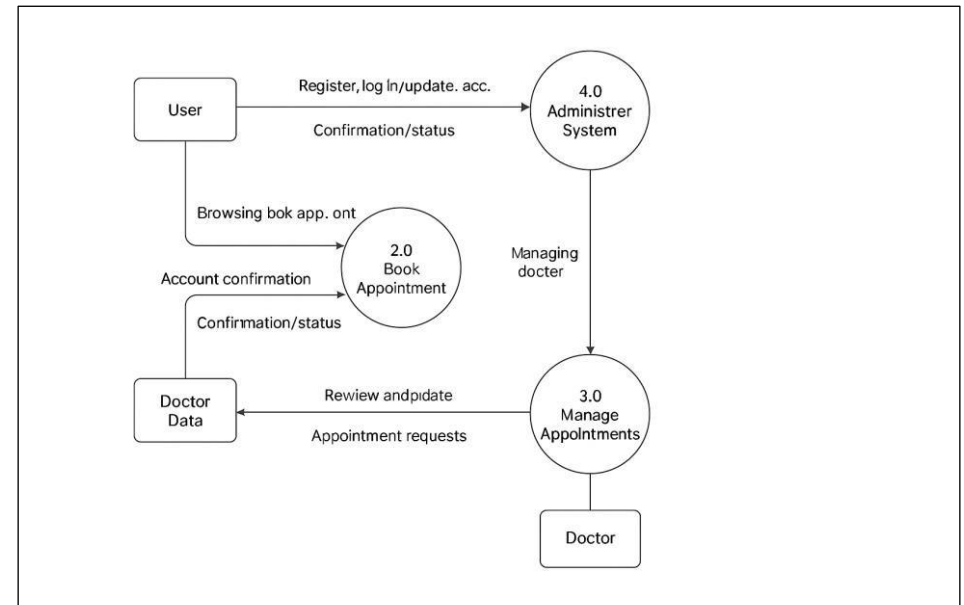 Register, log ln/update. acc.
User
4.0
Administrer
System
Confirmation/status
Browsing bok app. ont
2.0
Book
Appointment
Managing
docter
Account confirmation
Confirmation/status
Doctor
Data
Rewiew andpıdate
Appointment requests
3.0
Manage
Appolntments
Doctor